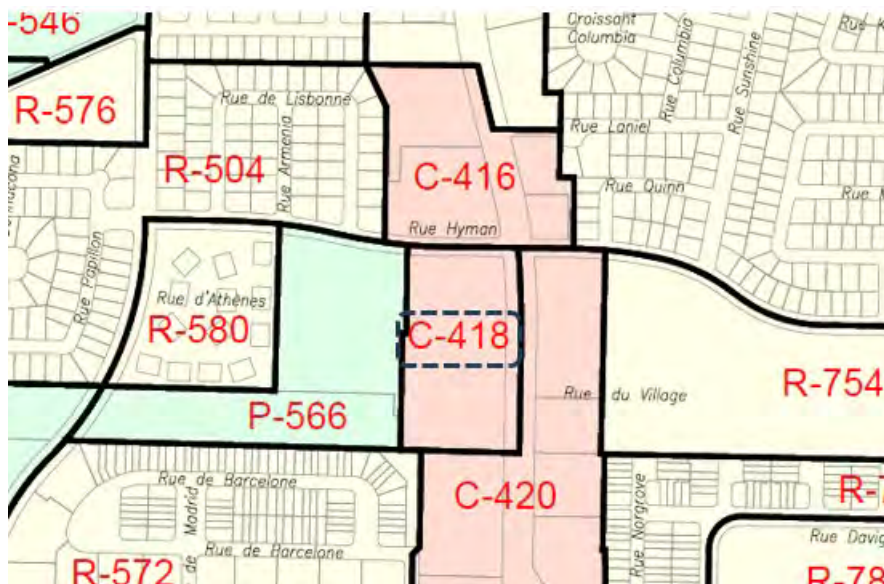 -546
Croissant
Columbia
Rue Columbia
Rue Sunshine
Rue K
R-576
Rue de Lisbonne
Rue Armenia
R-504
C-416
Rue Laniel
Rue Quinn
Rue Hyman
Rue Papillon
Rue d'Athènes
R-580
C-418
R-754
Rue du Village
P-566
Rue de Barcelone
C-420
Madrid
de
Rue de Barcelone
Rue Norgrove
R-572
Rue Davig
R-78